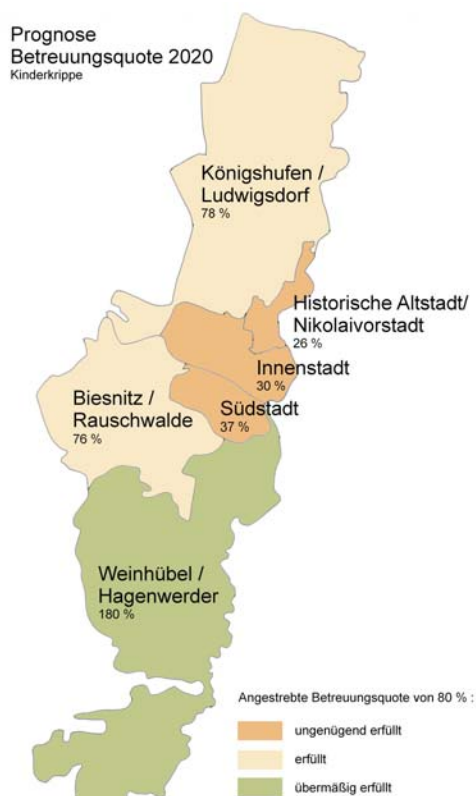 Prognose
Betreuungsquote 2020
Kinderkrippe
Königshufen /
Ludwigsdorf
78 %
Historische Altstadt/
Nikolaivorstadt
26 %
Innenstadt
30 %
Südstadt
37 %
Biesnitz /
Rauschwalde
76 %
Weinhübel /
Hagenwerder
180 %
Angestrebte Betreuungsquote von 80 % :
ungenügend erfüllt
erfüllt
übermäßig erfüllt